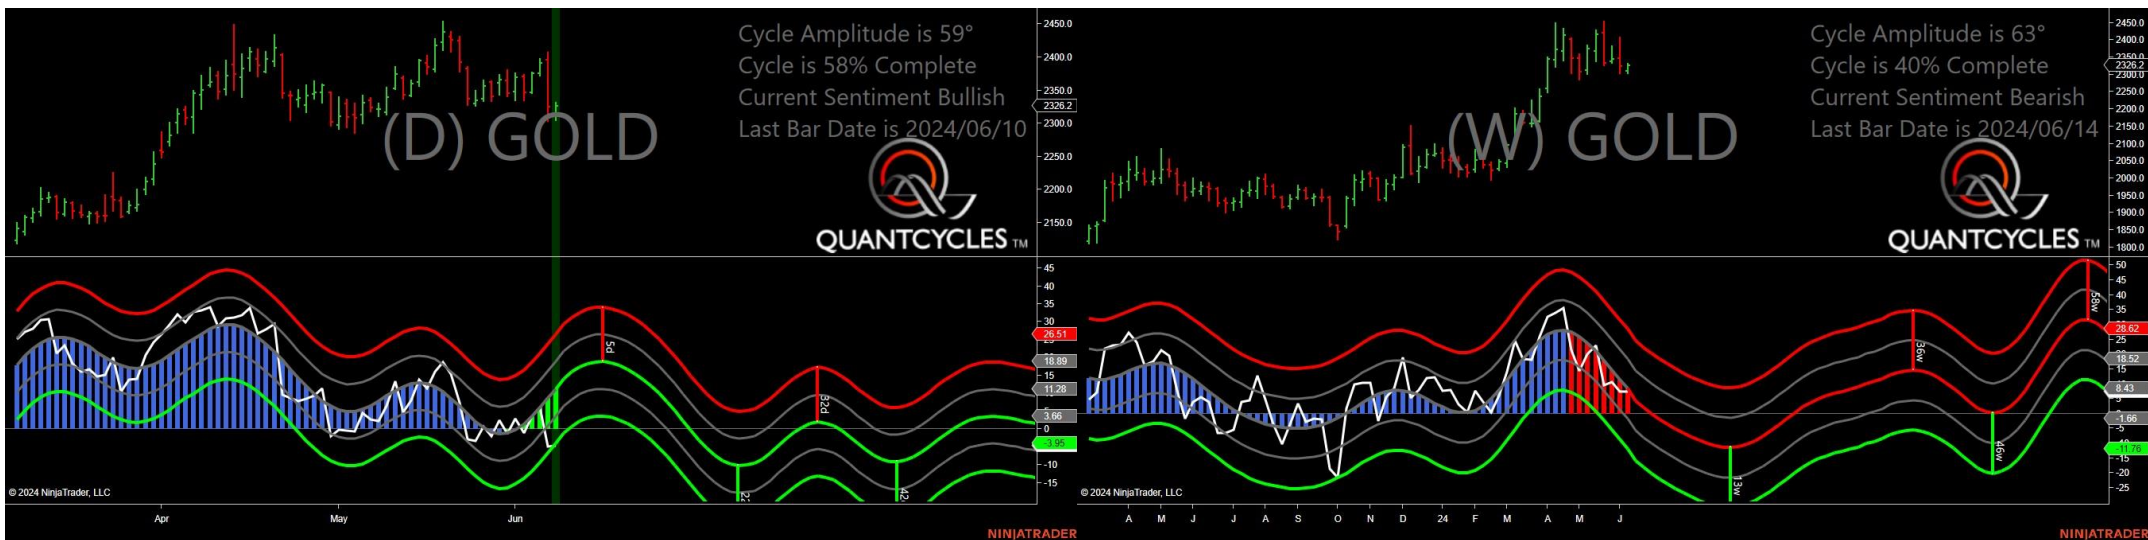 Cycle Amplitude is 59°
Cycle is 58% Complete
Current Sentiment Bullish
Last Bar Date is 2024/06/10
(D) GOLD
QUANTCYCLES TM
2450.0
2400.0
2326.2
2300.0
2250.0
2200.0
2150.0
45
40
35
30
26.51
18.89
15
11.28
3.66
0
-3.95
-10
-15
5d
32d
42
© 2024 NinjaTrader, LLC
Apr May Jun
NINJATRADER
Cycle Amplitude is 63°
Cycle is 40% Complete
Current Sentiment Bearish
Last Bar Date is 2024/06/14
(W) GOLD
QUANTCYCLES TM
2450.0
2400.0
2326.2
2300.0
2250.0
2200.0
2150.0
2100.0
2050.0
2000.0
1950.0
1900.0
1850.0
1800.0
50
45
40
35
28.62
25
18.52
15
8.43
-1.66
-5
-11.76
-15
-20
-25
58w
36w
46w
13w
© 2024 NinjaTrader, LLC
A M J J A S O N D 24 F M A M J
NINJATRADER